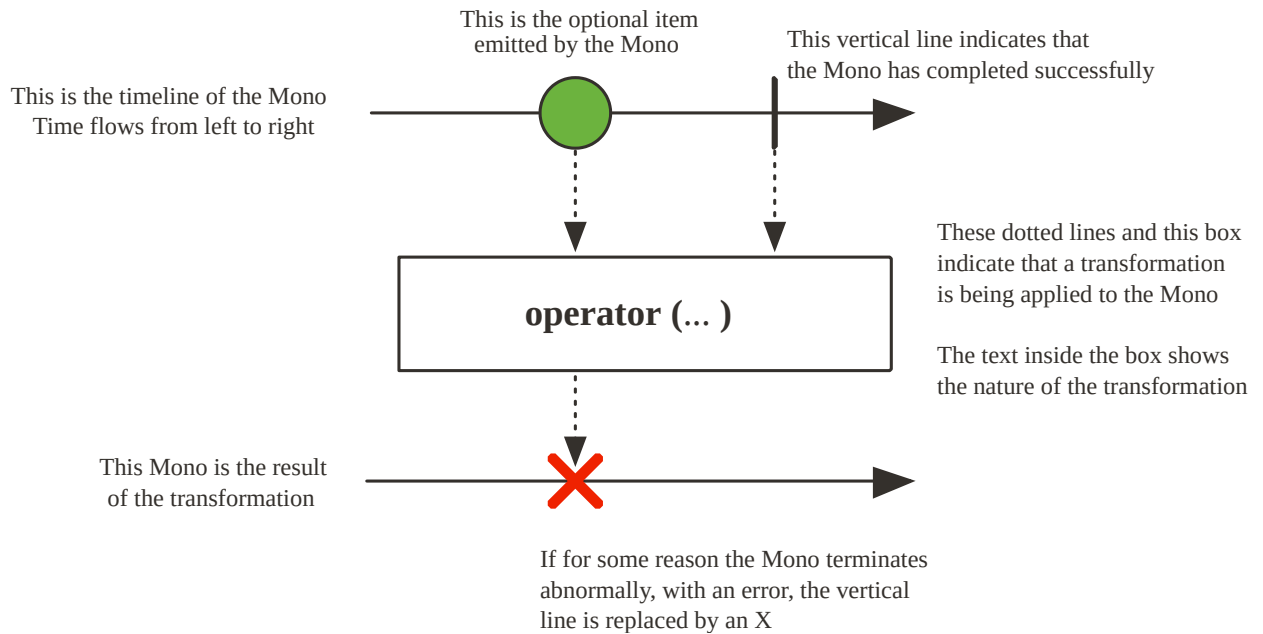 This is the optional item
emitted by the Mono
This vertical line indicates that
the Mono has completed successfully
This is the timeline of the Mono
Time flows from left to right
These dotted lines and this box
indicate that a transformation
is being applied to the Mono
operator (... )
The text inside the box shows
the nature of the transformation
This Mono is the result
of the transformation
If for some reason the Mono terminates
abnormally, with an error, the vertical
line is replaced by an X